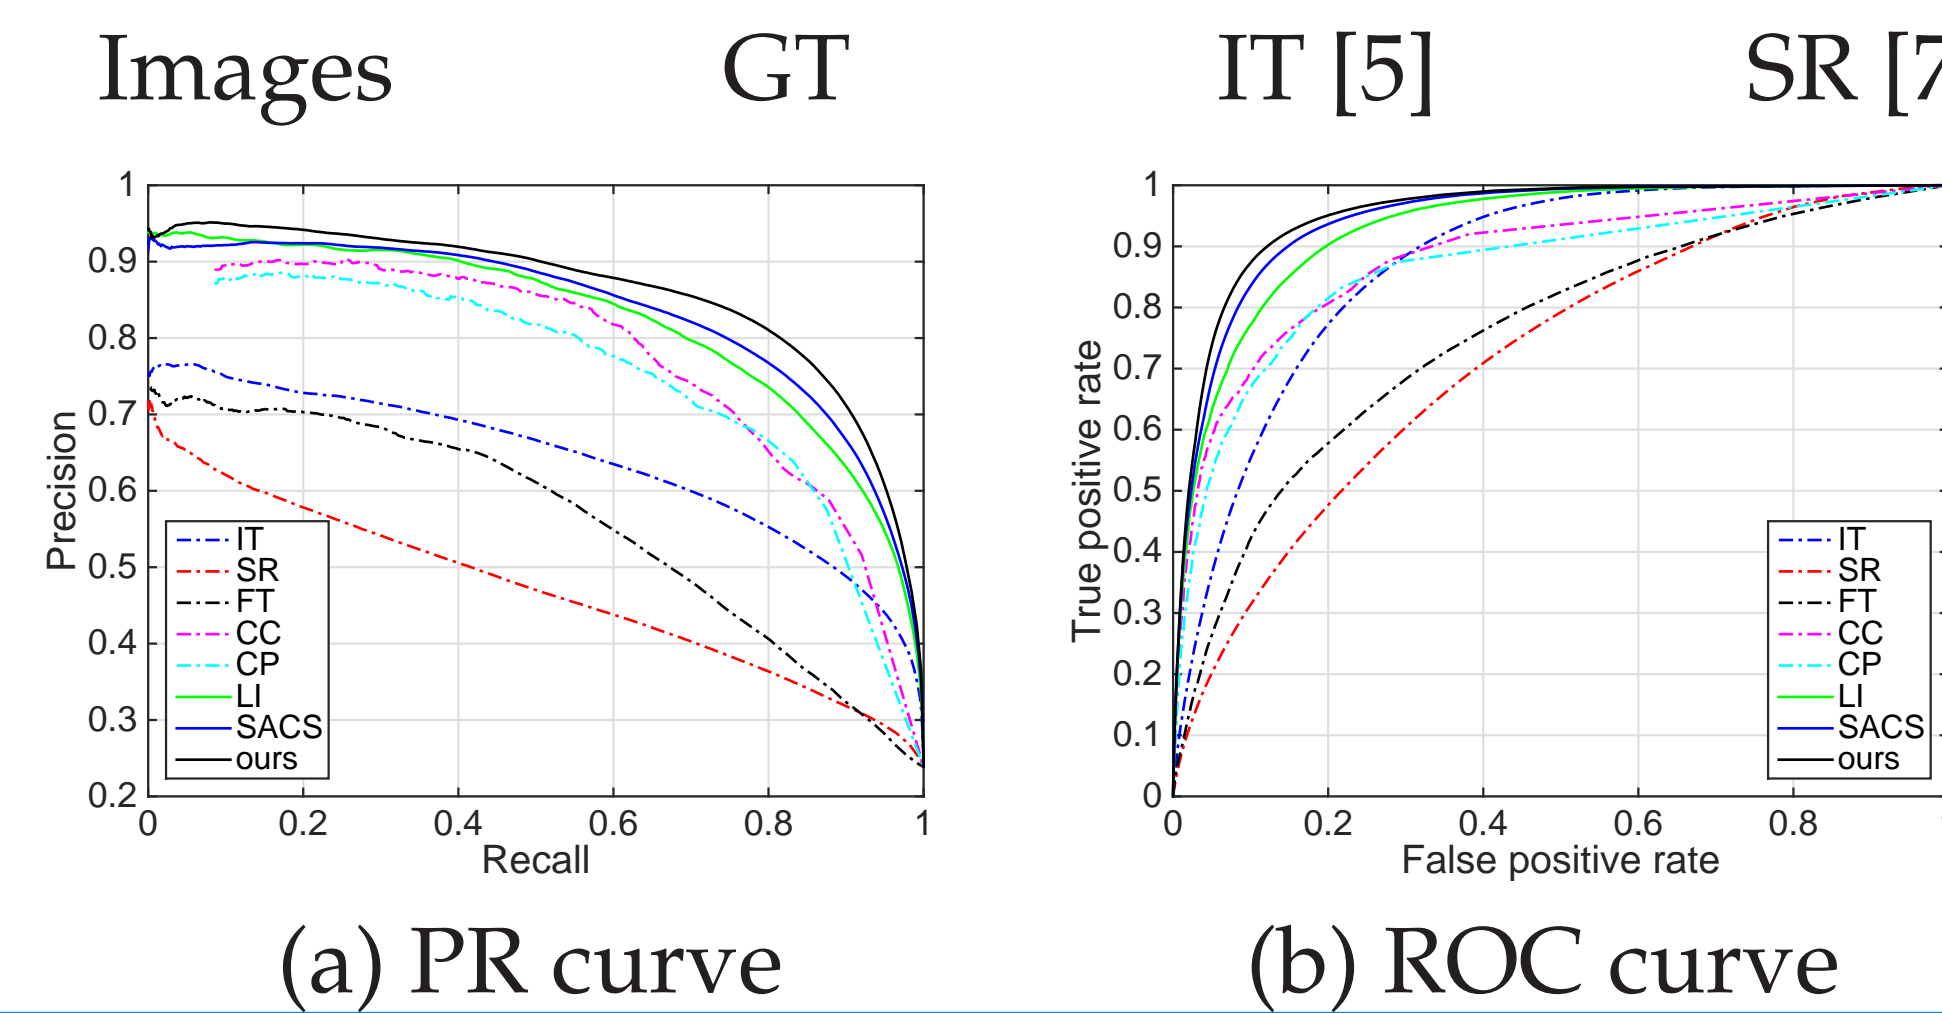 Images GT IT [5] SR [7
1
0.9
0.8
0.7
0.6
0.5
0.4
0.3
0.2
Precision
IT
SR
FT
CC
CP
LI
SACS
ours
0 0.2 0.4 0.6 0.8 1
Recall
(a) PR curve
1
0.9
0.8
0.7
0.6
0.5
0.4
0.3
0.2
0.1
0
True positive rate
IT
SR
FT
CC
CP
LI
SACS
ours
0 0.2 0.4 0.6 0.8
False positive rate
(b) ROC curve